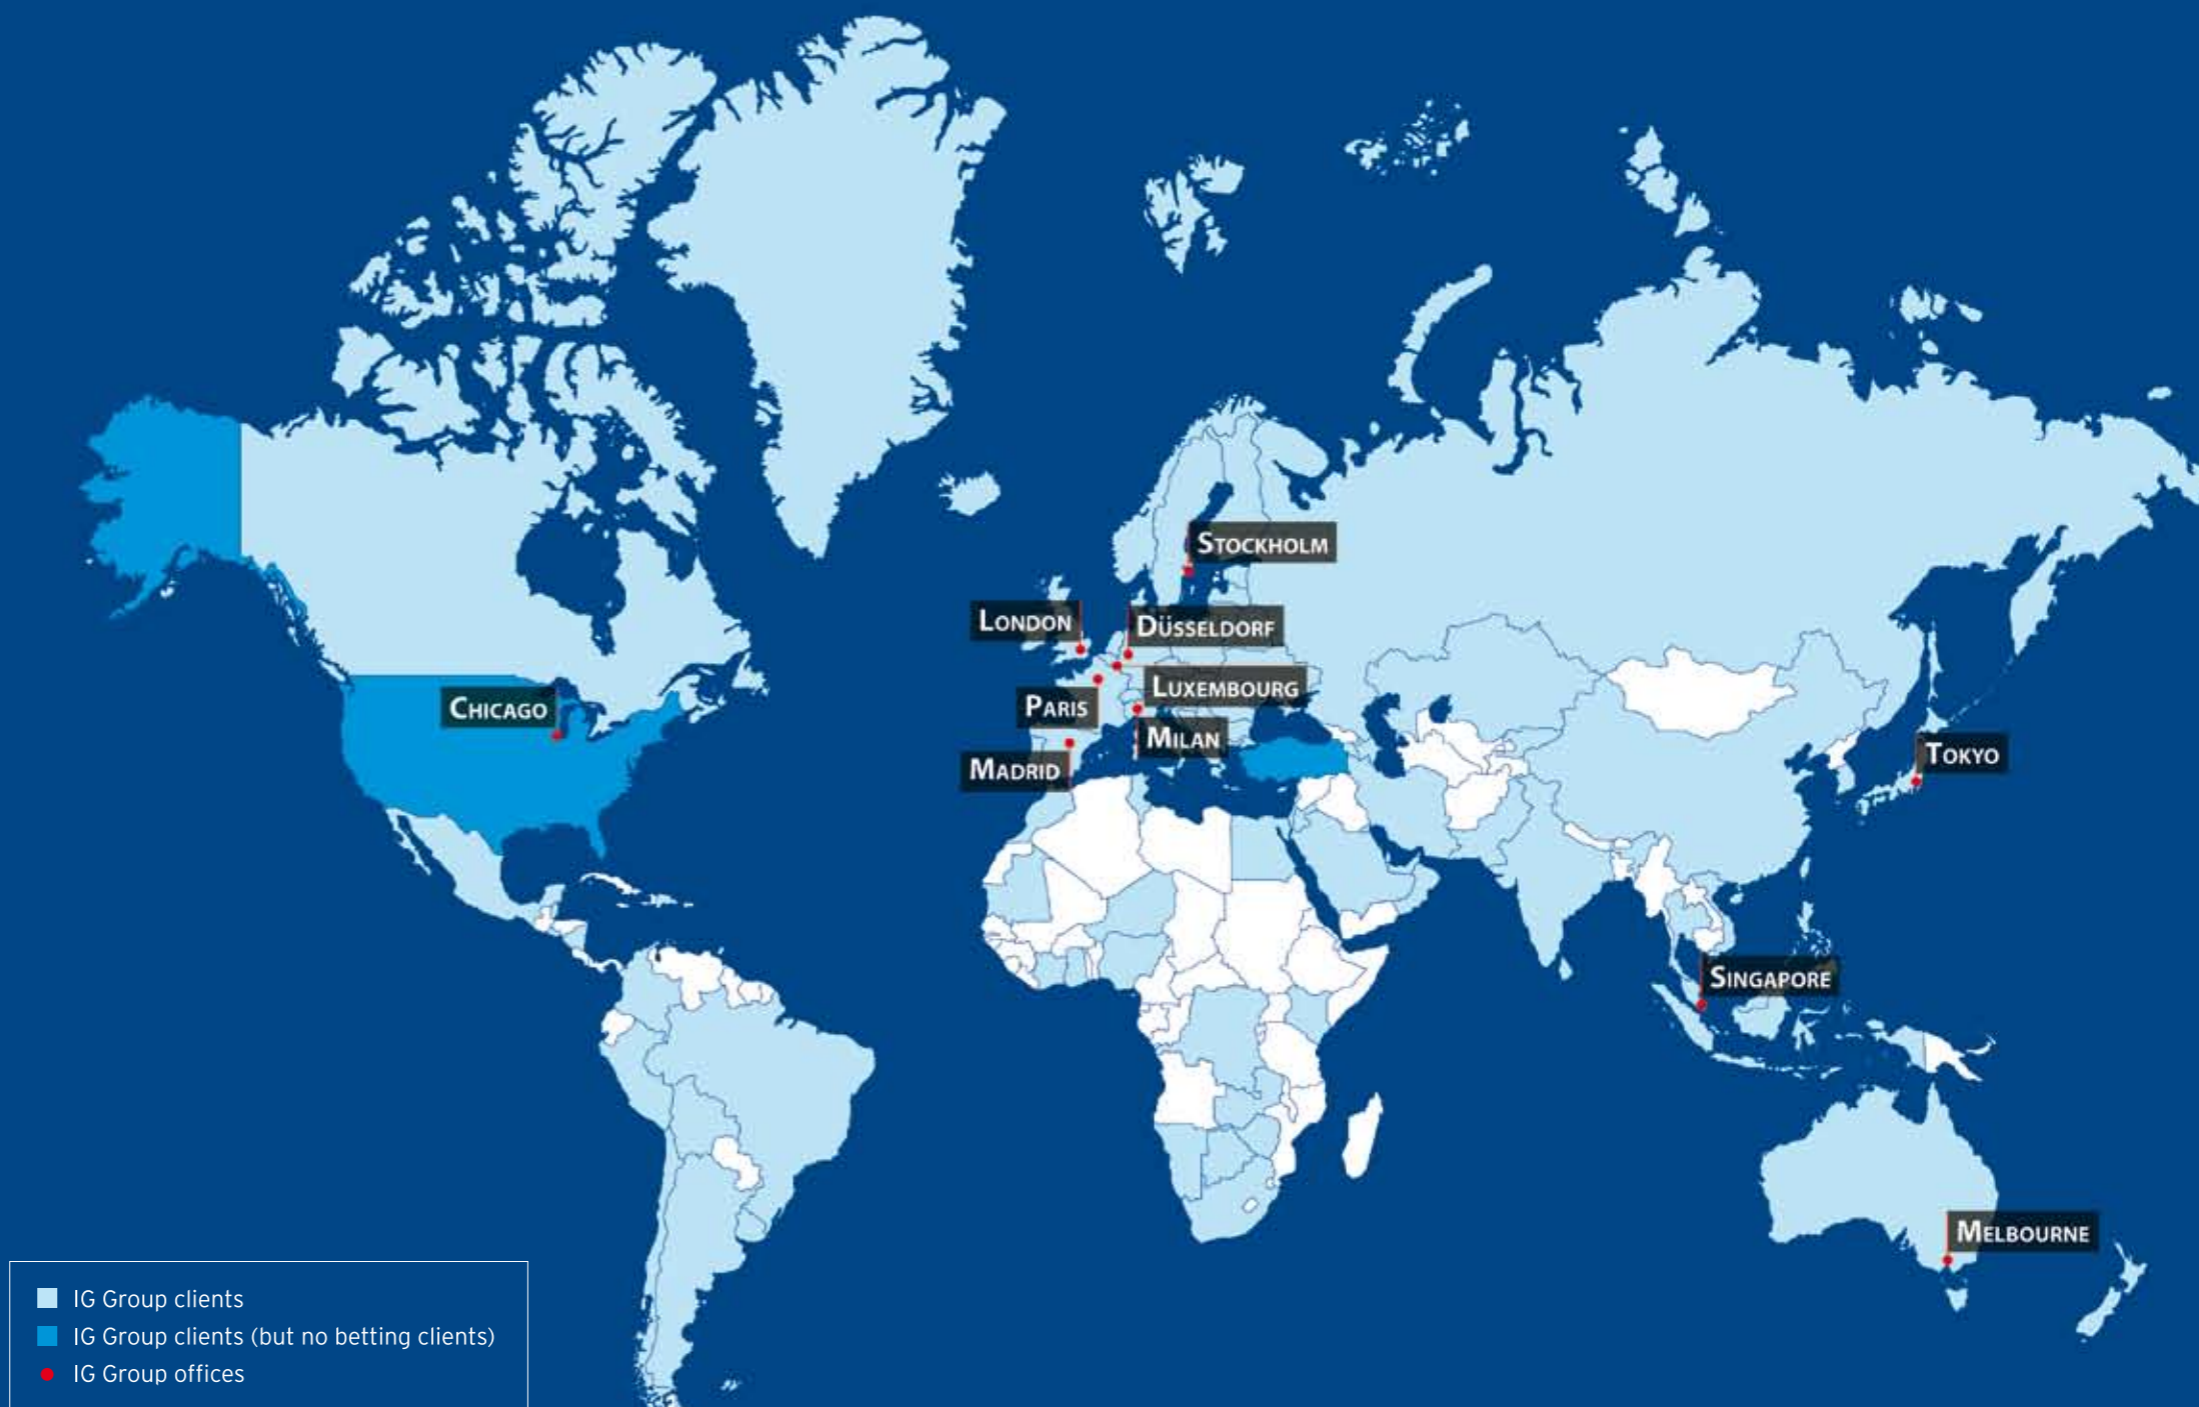 STOCKHOLM
LONDON
DÜSSELDORF
LUXEMBOURG
CHICAGO
PARIS
MILAN
MADRID
TOKYO
SINGAPORE
MELBOURNE
IG Group clients
IG Group clients (but no betting clients)
IG Group offices